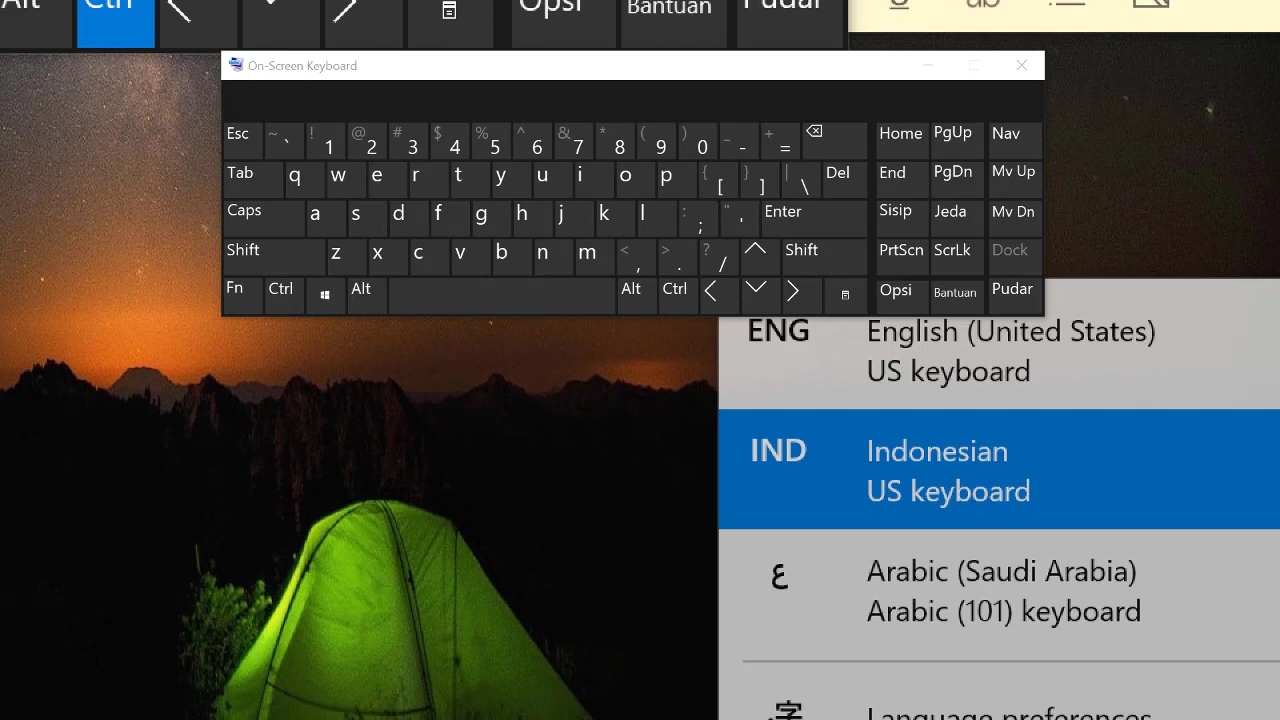 Alt Ctrl Opsi Bantuan Pudar
On-Screen Keyboard
Esc ~ ` ! 1 @ 2 # 3 $ 4 % 5 ^ 6 & 7 * 8 ( 9 ) 0 _ - + = Home PgUp Nav
Tab q w e r t y u i o p { [ } ] | \ Del End PgDn Mv Up
Caps a s d f g h j k l : ; " ' Enter Sisip Jeda Mv Dn
Shift z x c v b n m < , > . ? / Shift PrtScn ScrLk Dock
Fn Ctrl Alt Alt Ctrl Opsi Bantuan Pudar
ENG English (United States)
US keyboard
IND Indonesian
US keyboard
ع Arabic (Saudi Arabia)
Arabic (101) keyboard
字 Language preferences